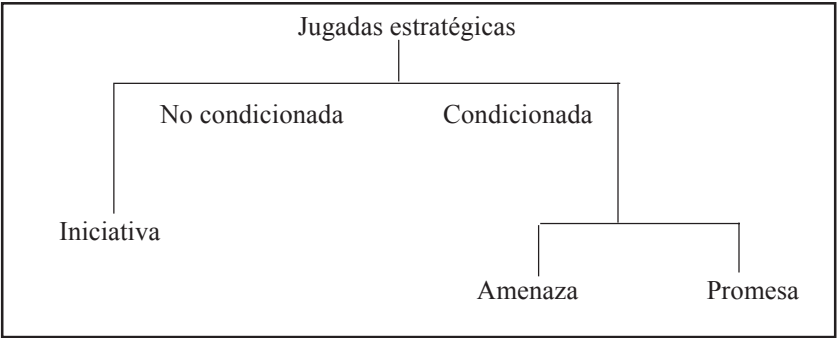 Jugadas estratégicas
No condicionada Condicionada
Iniciativa
Amenaza Promesa